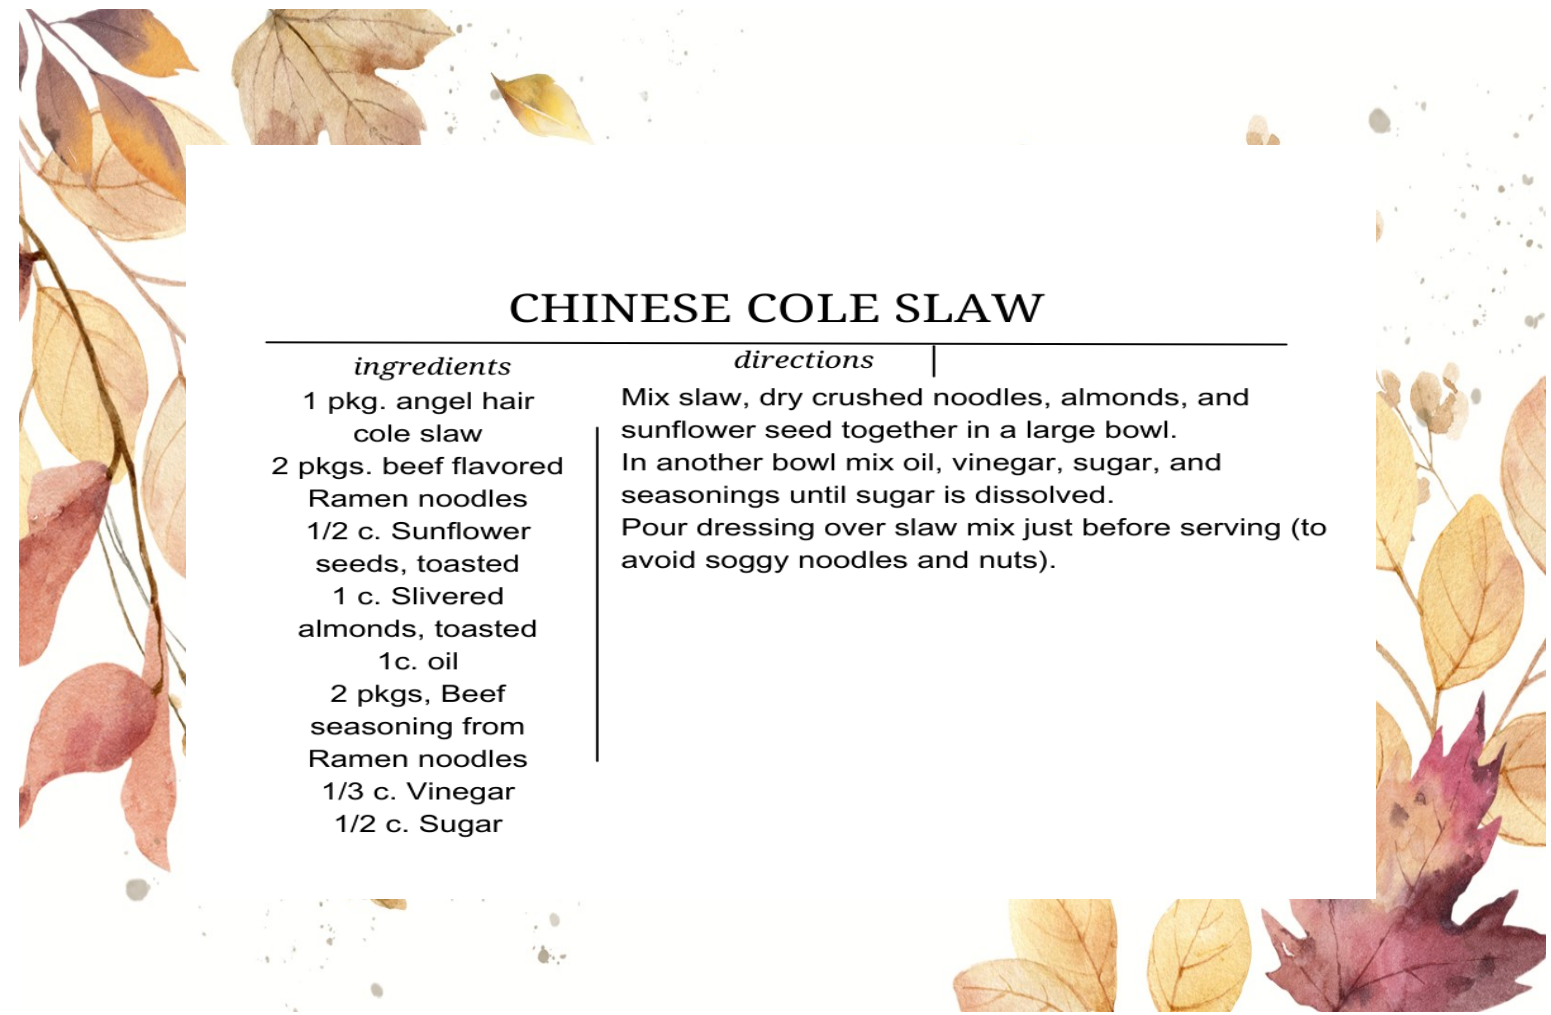 CHINESE COLE SLAW
ingredients
1 pkg. angel hair
cole slaw
2 pkgs. beef flavored
Ramen noodles
1/2 c. Sunflower
seeds, toasted
1 c. Slivered
almonds, toasted
1c. oil
2 pkgs, Beef
seasoning from
Ramen noodles
1/3 c. Vinegar
1/2 c. Sugar
directions
Mix slaw, dry crushed noodles, almonds, and
sunflower seed together in a large bowl.
In another bowl mix oil, vinegar, sugar, and
seasonings until sugar is dissolved.
Pour dressing over slaw mix just before serving (to
avoid soggy noodles and nuts).